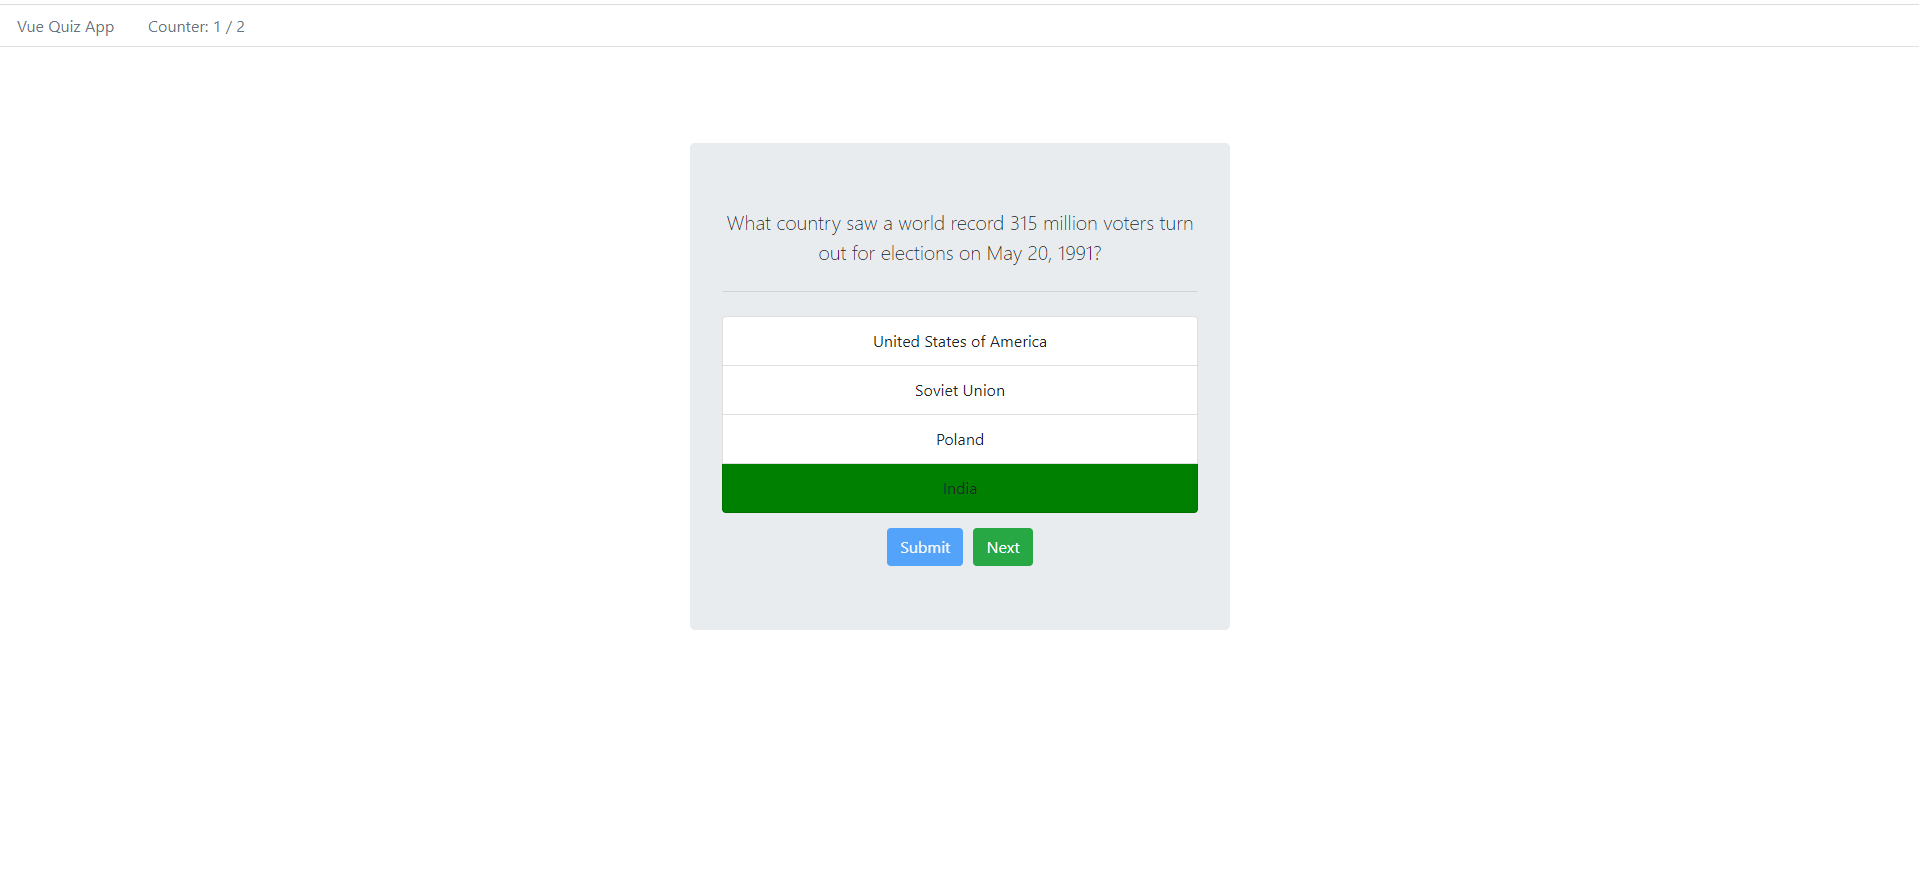 Vue Quiz App Counter: 1 / 2
What country saw a world record 315 million voters turn
out for elections on May 20, 1991?
United States of America
Soviet Union
Poland
India
Submit Next